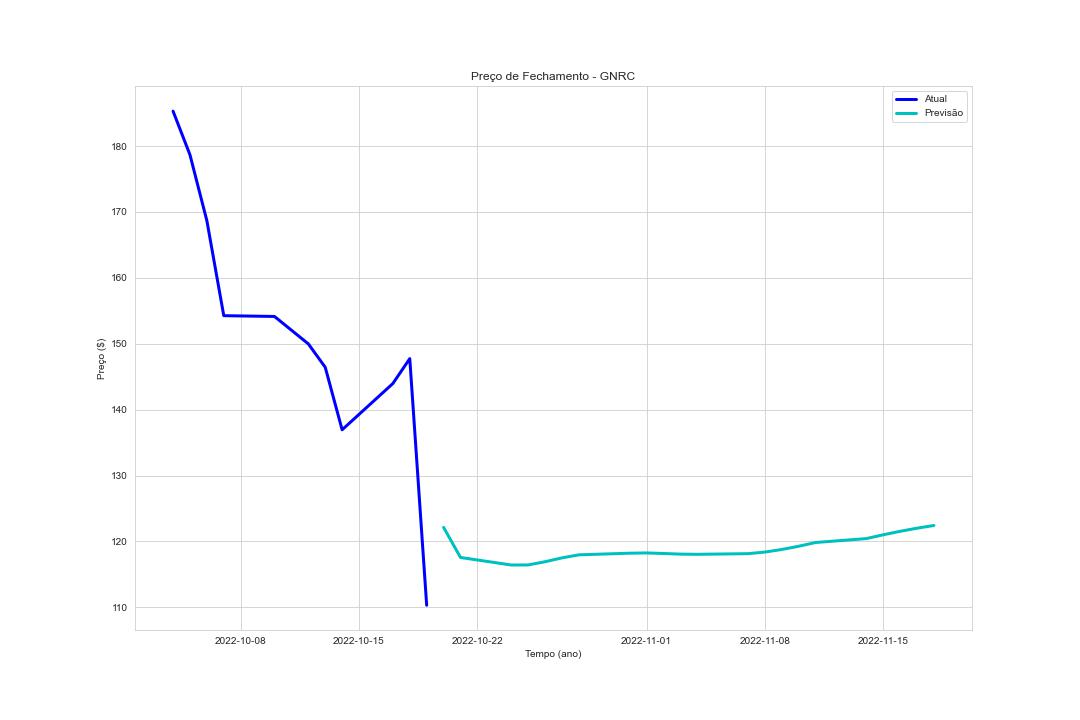 Preço de Fechamento - GNRC
Atual
Previsão
Preço ($)
180
170
160
150
140
130
120
110
2022-10-08
2022-10-15
2022-10-22
2022-11-01
2022-11-08
2022-11-15
Tempo (ano)